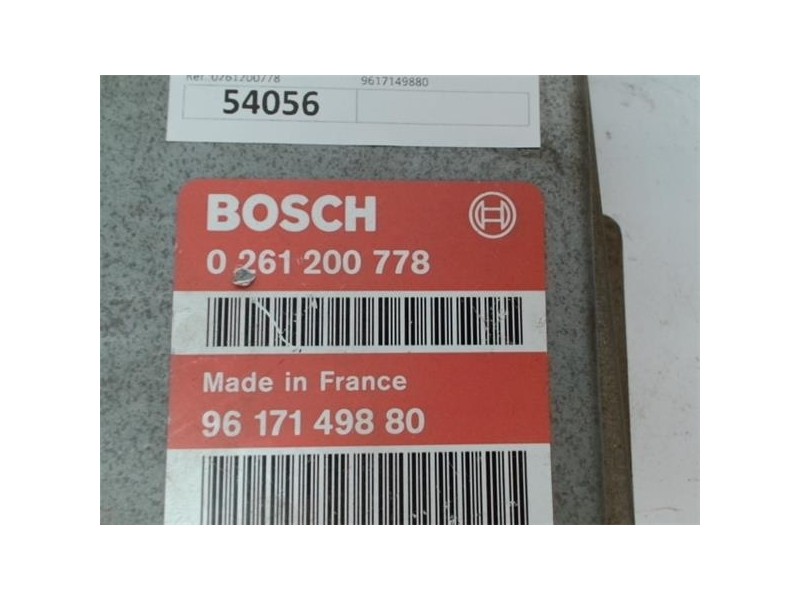 Ref. 0261200778 9617149880
54056
BOSCH
0 261 200 778
Made in France
96 171 498 80